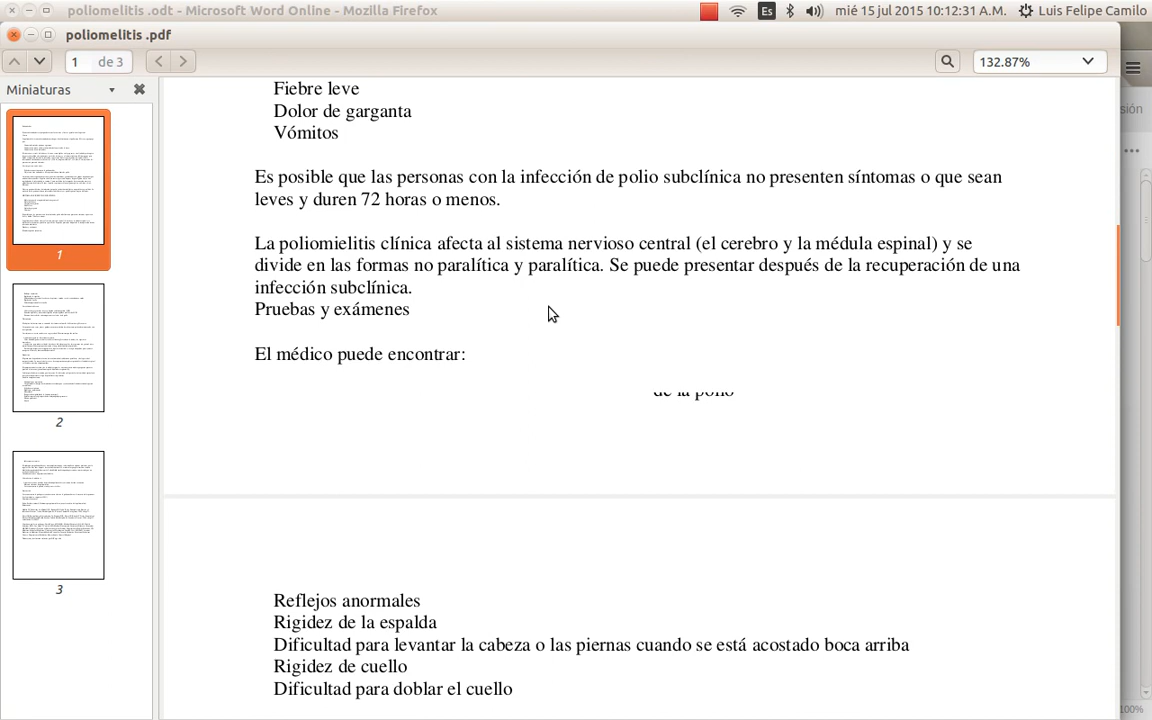 poliomelitis .odt - Microsoft Word Online - Mozilla Firefox
Es
mié 15 jul 2015 10:12:31 A.M.
Luis Felipe Camilo
poliomelitis .pdf
1 de 3
132.87%
Miniaturas
sión
Fiebre leve
Dolor de garganta
Vómitos
Es posible que las personas con la infección de polio subclínica no presenten síntomas o que sean
leves y duren 72 horas o menos.
La poliomielitis clínica afecta al sistema nervioso central (el cerebro y la médula espinal) y se
divide en las formas no paralítica y paralítica. Se puede presentar después de la recuperación de una
infección subclínica.
Pruebas y exámenes
El médico puede encontrar:
de la polio
Reflejos anormales
Rigidez de la espalda
Dificultad para levantar la cabeza o las piernas cuando se está acostado boca arriba
Rigidez de cuello
Dificultad para doblar el cuello
1
2
3
100%